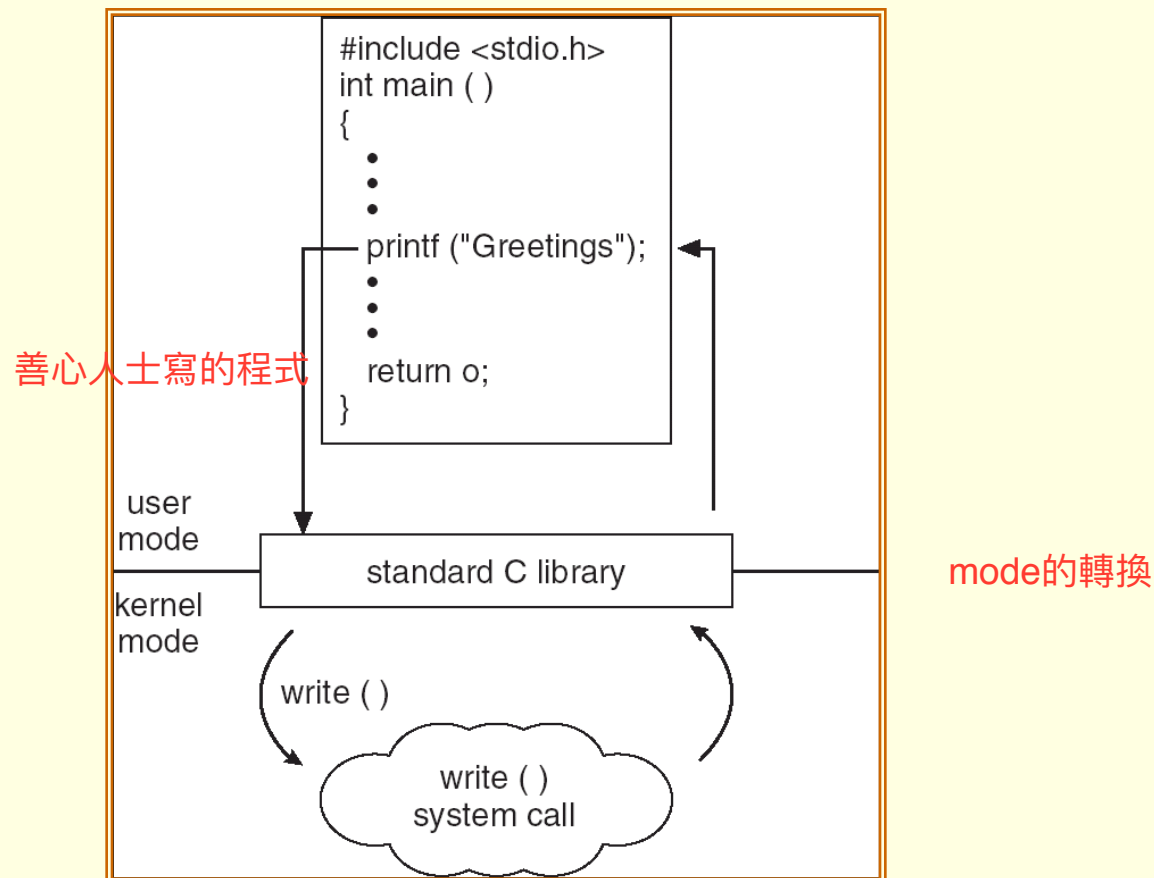 #include <stdio.h>
int main ( )
{
•
•
•
printf ("Greetings");
•
•
•
善心人士寫的程式
return o;
}
user
mode
standard C library
mode的轉換
kernel
mode
write ( )
write ( )
system call